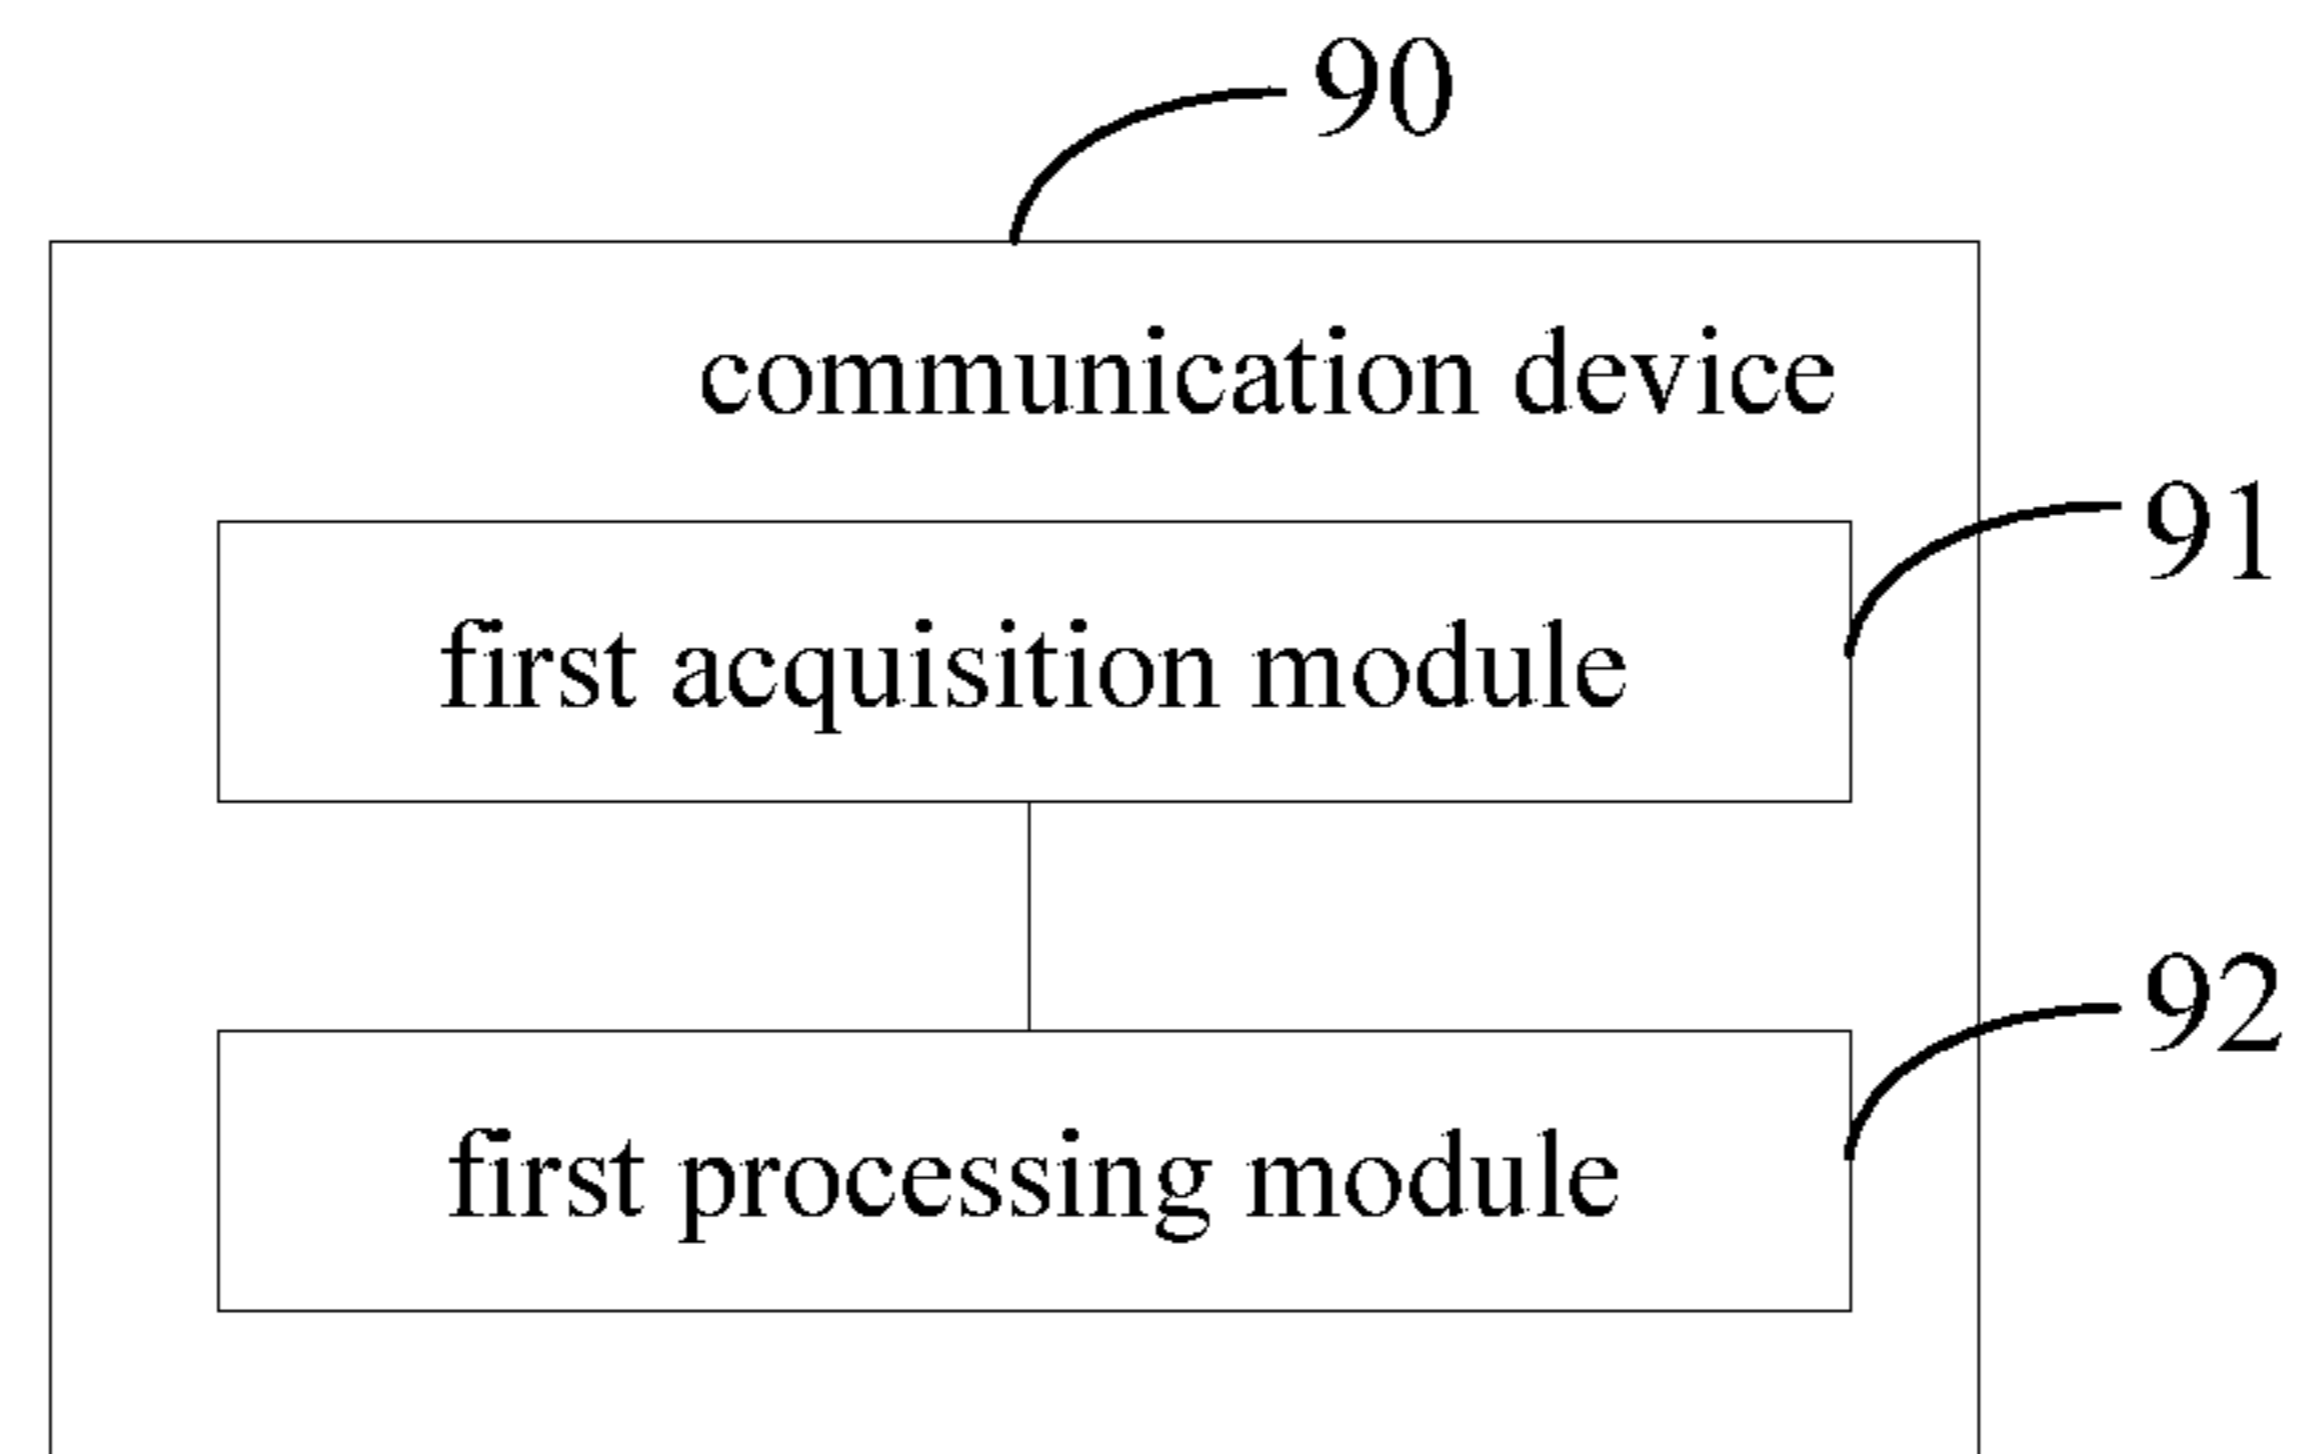 90
communication device
91
first acquisition module
92
first processing module